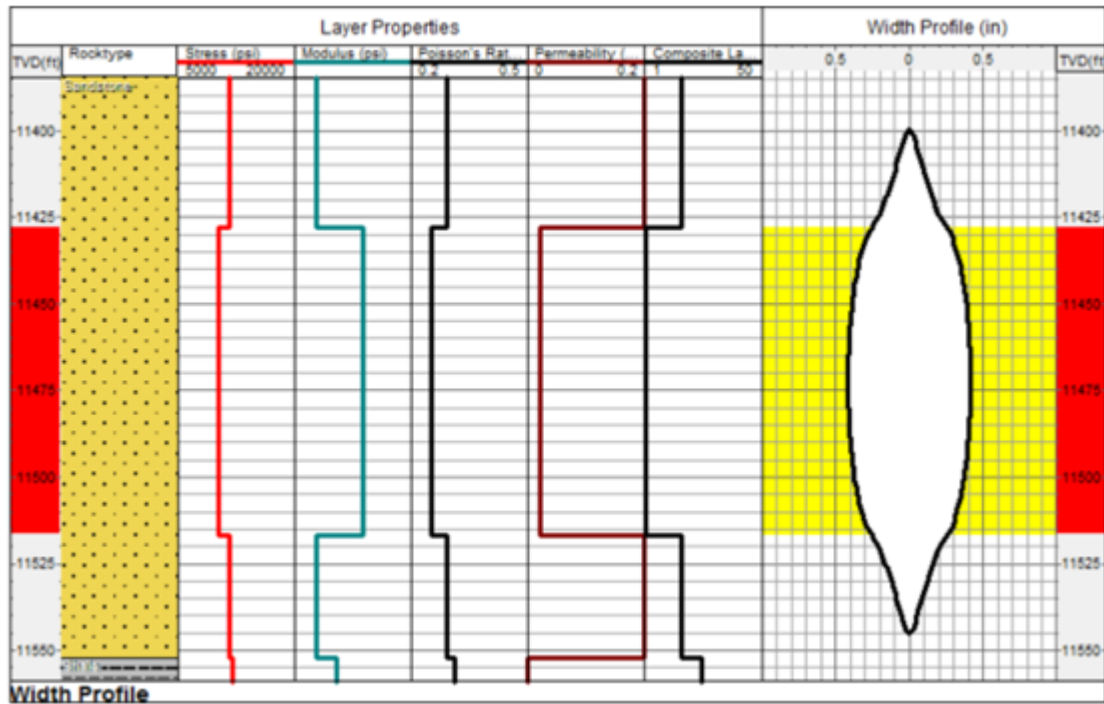 Layer Properties
Width Profile (in)
TVD(ft)
Rocktype
Stress (psi)
5000 20000
Modulus (psi)
Poisson's Rat..
0.2 0.5
Permeability (...
0 0.2
Composite La...
1 50
0.5 0 0.5
TVD(ft
Sandstone
11400 11400
11425 11425
11450 11450
11475 11475
11500 11500
11525 11525
11550 11550
Width Profile